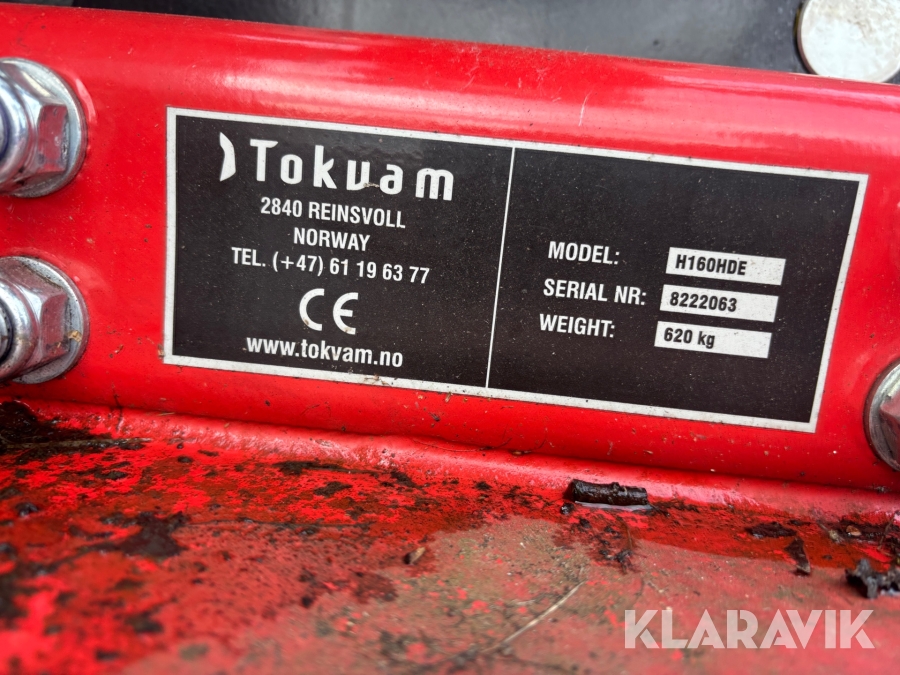 Tokvam
2840 REINSVOLL
NORWAY
TEL. (+47) 61 19 63 77
CE
www.tokvam.no
MODEL: H160HDE
SERIAL NR: 8222063
WEIGHT: 620 kg
KLARAVIK